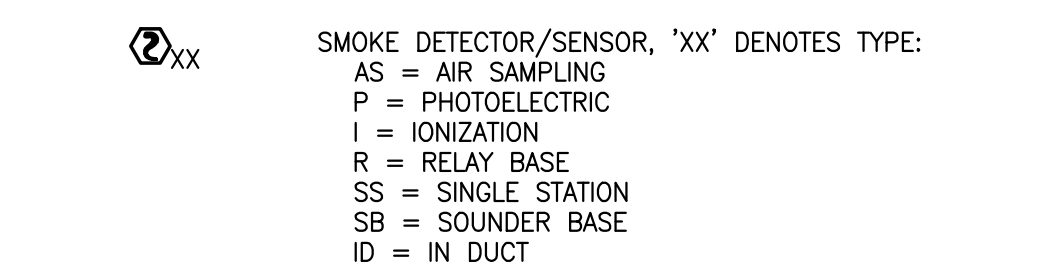 XX SMOKE DETECTOR/SENSOR, 'XX' DENOTES TYPE:
AS = AIR SAMPLING
P = PHOTOELECTRIC
I = IONIZATION
R = RELAY BASE
SS = SINGLE STATION
SB = SOUNDER BASE
ID = IN DUCT